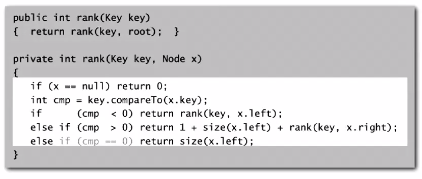 public int rank(Key key)
{  return rank(key, root);  }
private int rank(Key key, Node x)
{
   if (x == null) return 0;
   int cmp = key.compareTo(x.key);
   if      (cmp  < 0) return rank(key, x.left);
   else if (cmp  > 0) return 1 + size(x.left) + rank(key, x.right);
   else if (cmp == 0) return size(x.left);
}